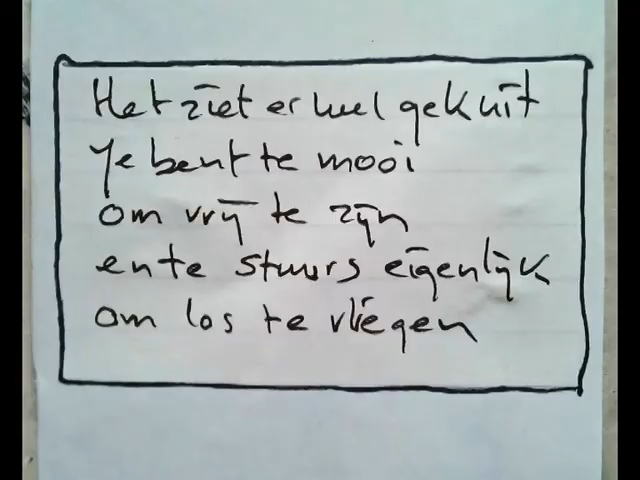 Het ziet er wel gekuit
Je bent te mooi
om vrij te zijn
en te stuurs eigenlijk
om los te vliegen